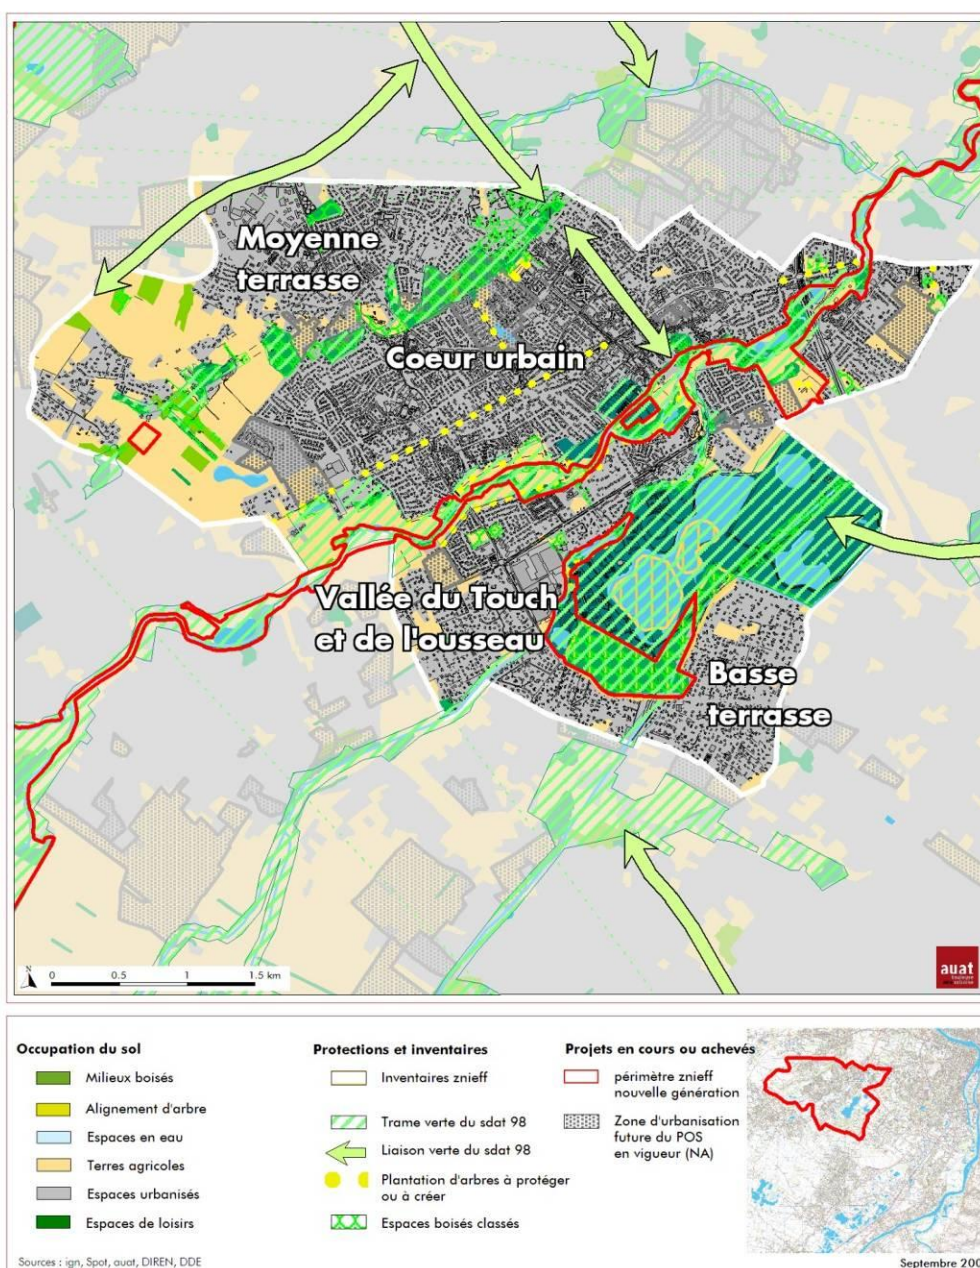 Moyenne
terrasse
Coeur urbain
Vallée du Touch
et de l'ousseau
Basse
terrasse
N
0 0.5 1 1.5 km
auat
Occupation du sol
Milieux boisés
Alignement d'arbre
Espaces en eau
Terres agricoles
Espaces urbanisés
Espaces de loisirs
Protections et inventaires
Inventaires znieff
Trame verte du sdat 98
Liaison verte du sdat 98
Plantation d'arbres à protéger
ou à créer
Espaces boisés classés
Projets en cours ou achevés
périmètre znieff
nouvelle génération
Zone d'urbanisation
future du POS
en vigueur (NA)
Sources : ign, Spot, auat, DIREN, DDE
Septembre